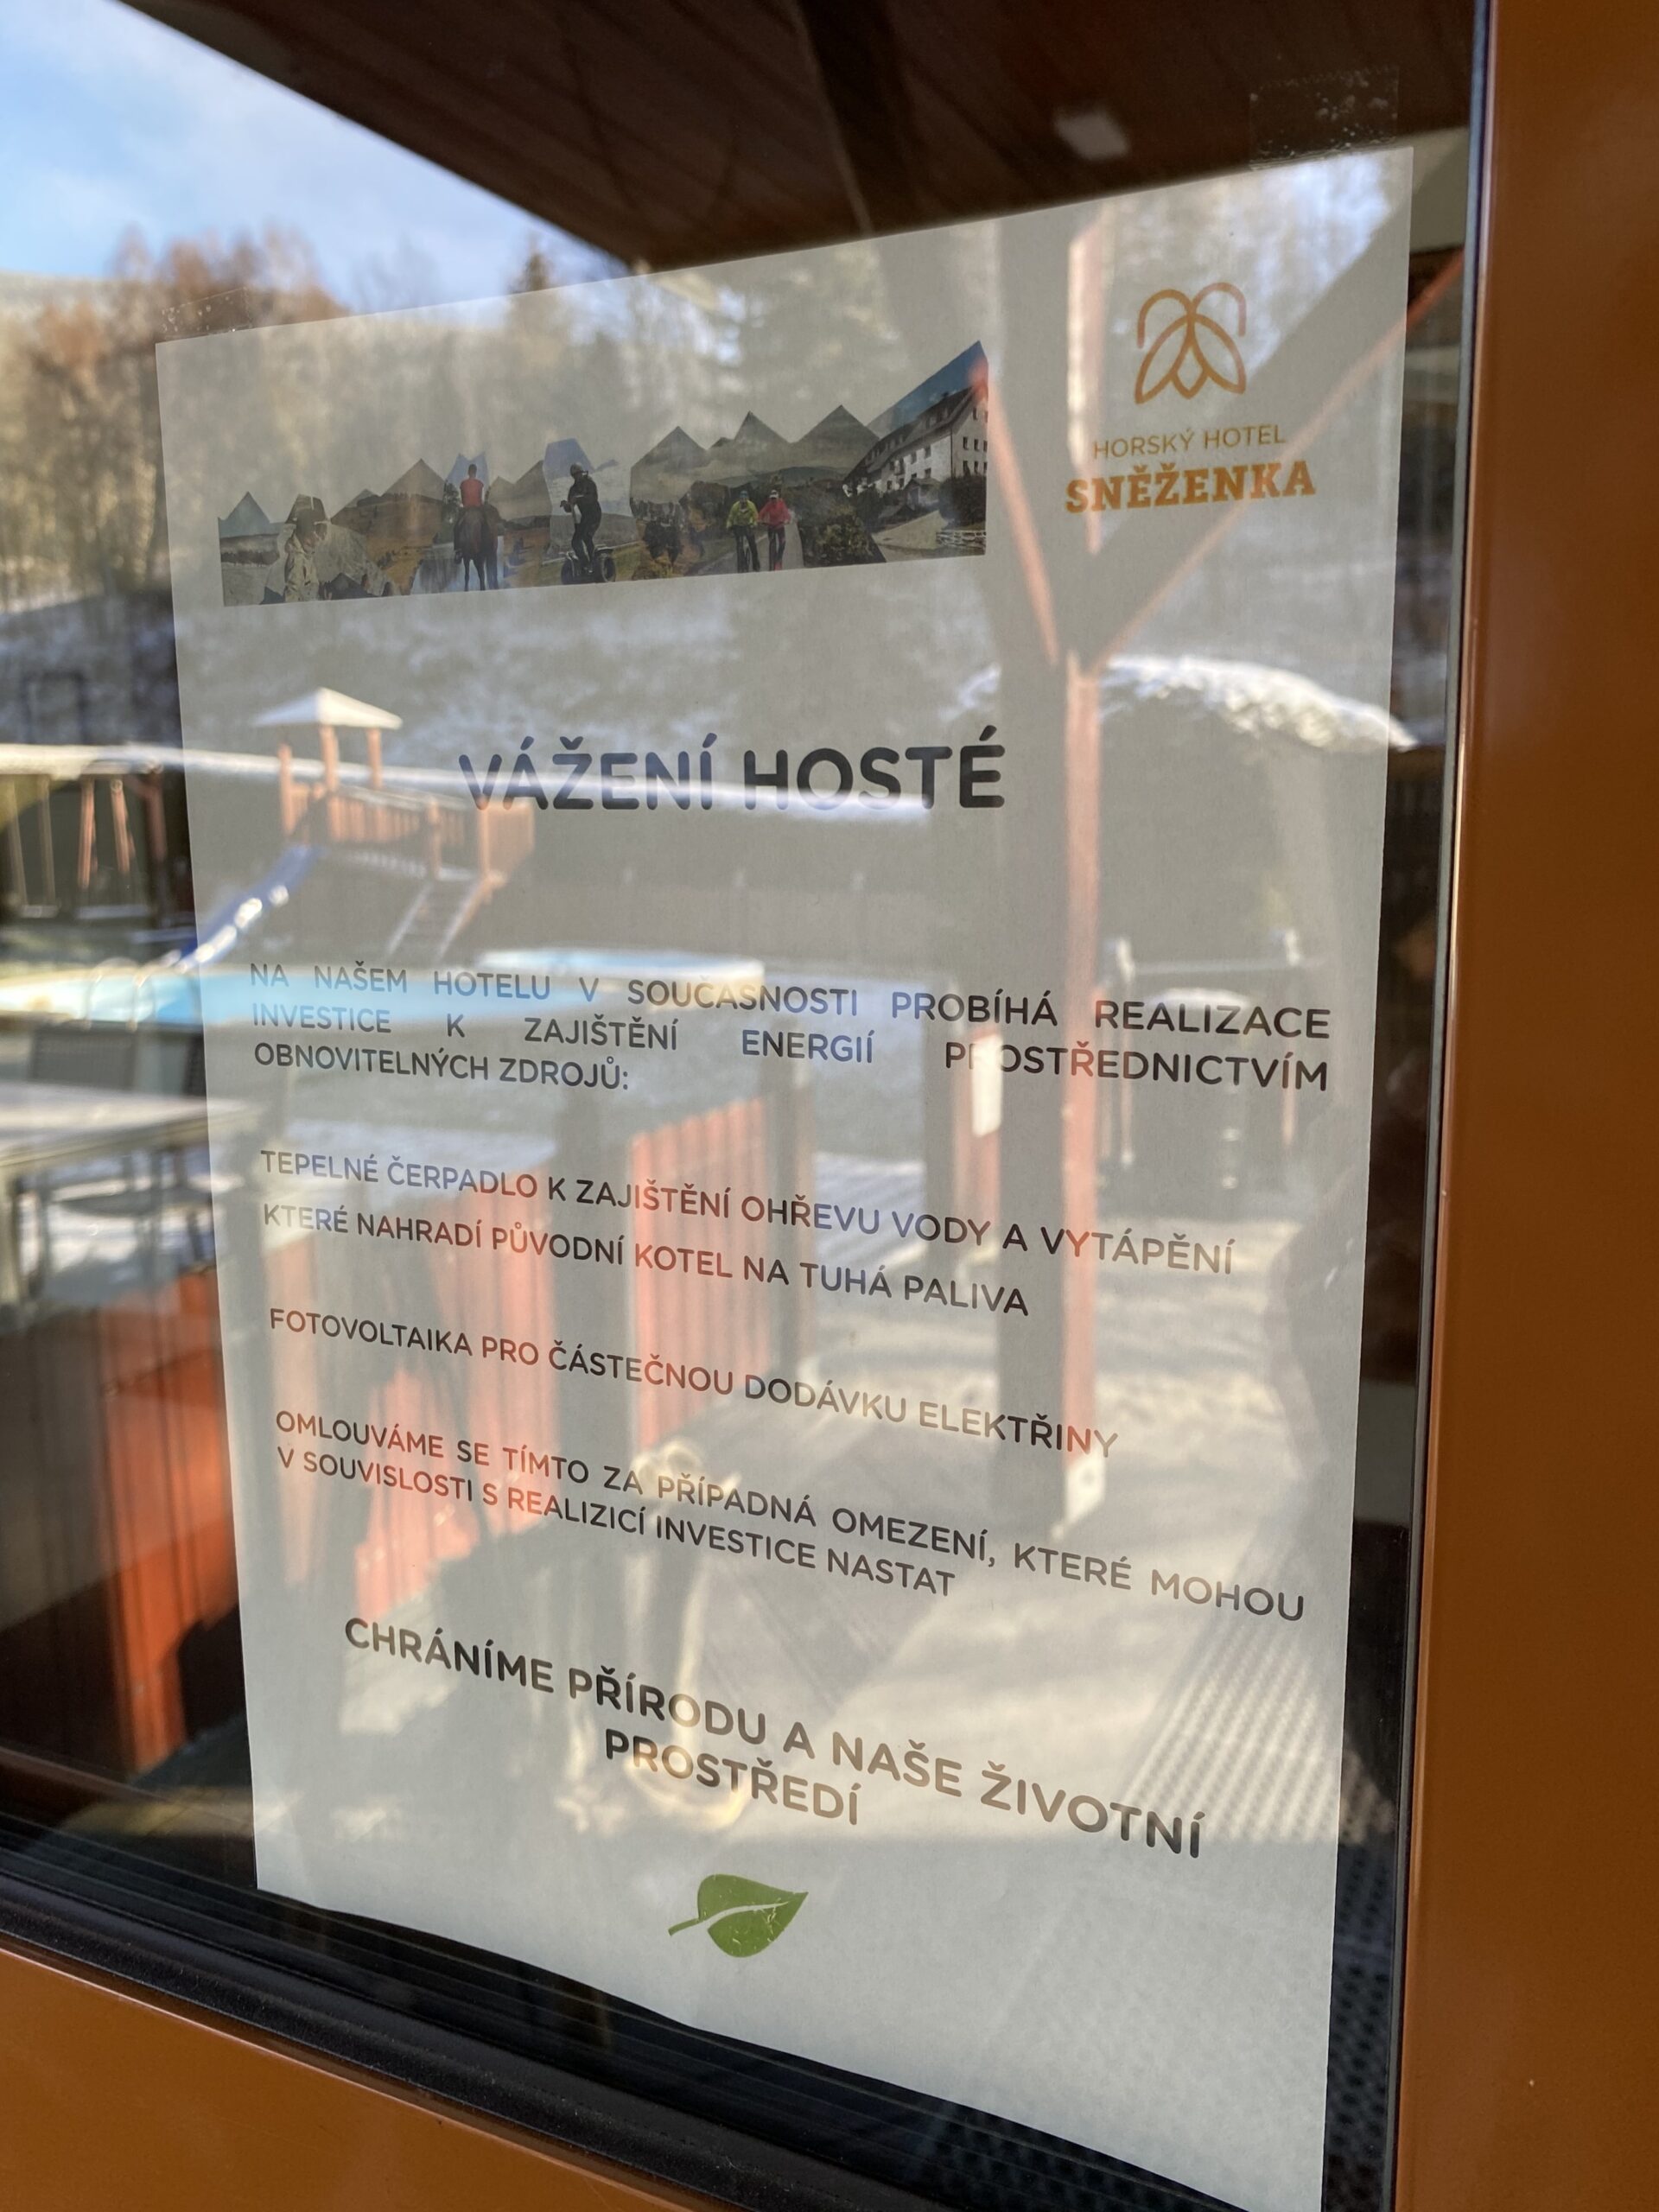 HORSKÝ HOTEL
SNĚŽENKA
VÁŽENÍ HOSTÉ
NA NAŠEM HOTELU V SOUČASNOSTI PROBÍHÁ REALIZACE
INVESTICE K ZAJIŠTĚNÍ ENERGIÍ PROSTŘEDNICTVÍM
OBNOVITELNÝCH ZDROJŮ:
TEPELNÉ ČERPADLO K ZAJIŠTĚNÍ OHŘEVU VODY A VYTÁPĚNÍ
KTERÉ NAHRADÍ PŮVODNÍ KOTEL NA TUHÁ PALIVA
FOTOVOLTAIKA PRO ČÁSTEČNOU DODÁVKU ELEKTŘINY
OMLOUVÁME SE TÍMTO ZA PŘÍPADNÁ OMEZENÍ, KTERÉ MOHOU
V SOUVISLOSTI S REALIZICÍ INVESTICE NASTAT
CHRÁNÍME PŘÍRODU A NAŠE ŽIVOTNÍ
PROSTŘEDÍ